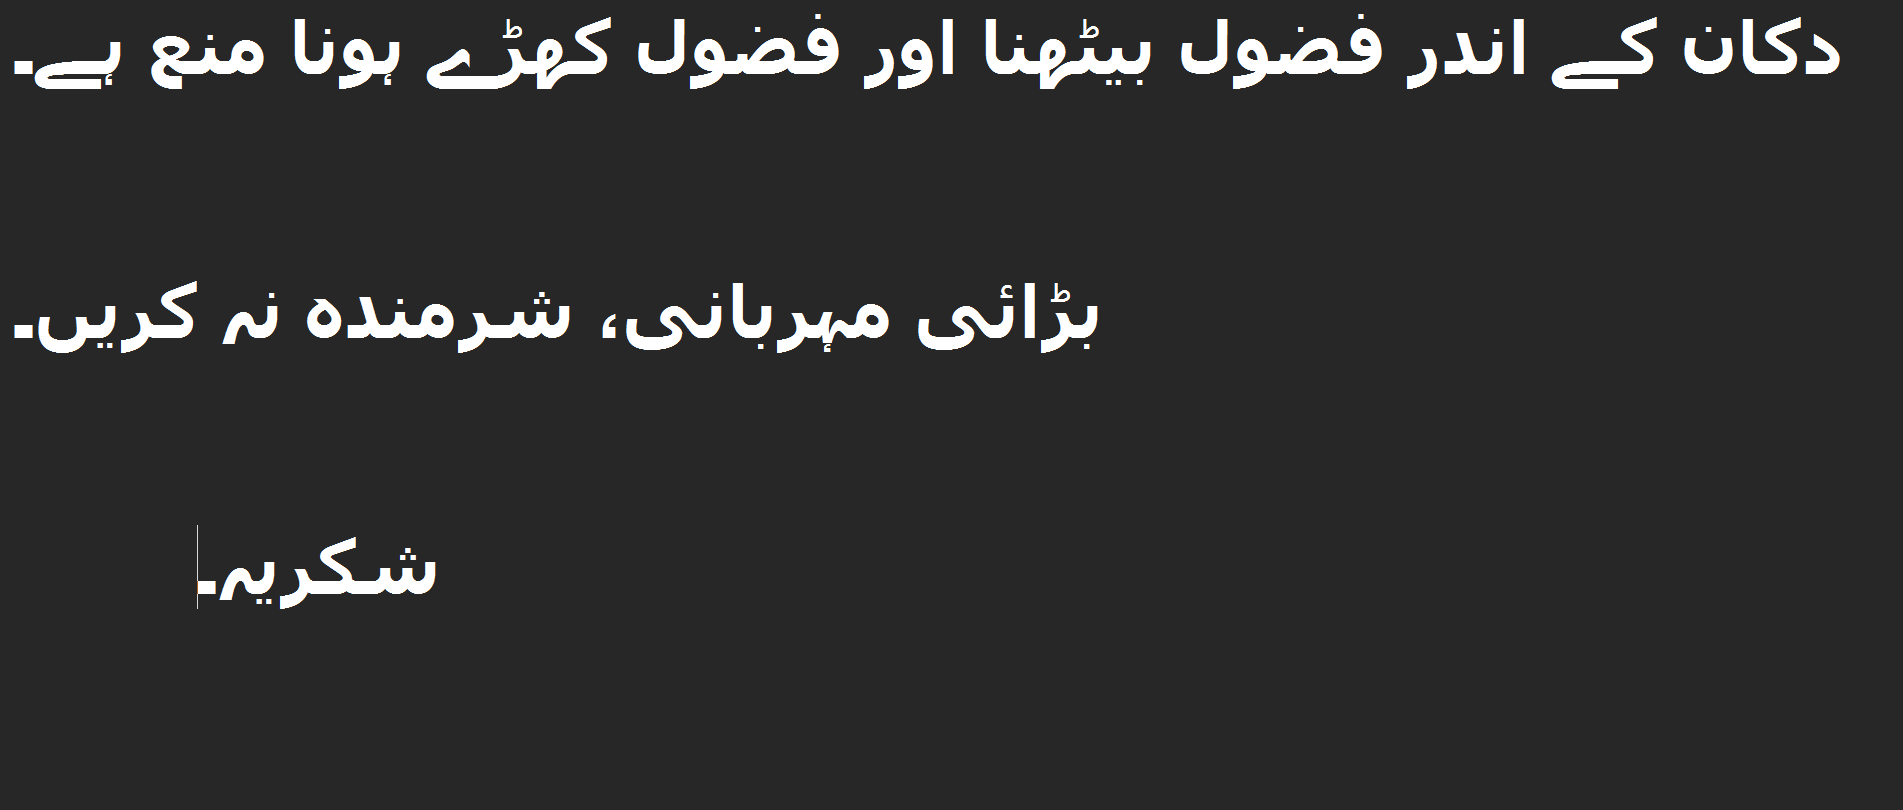 دکان کے اندر فضول بیٹھنا اور فضول کھڑے ہونا منع ہے۔
بڑائی مہربانی، شرمندہ نہ کریں۔
شکریہ۔